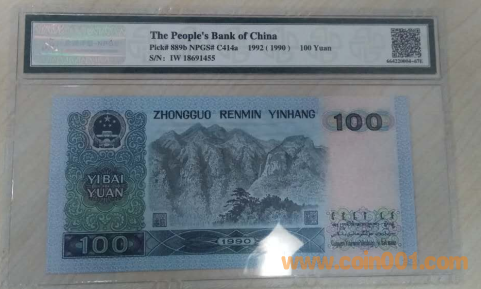 The People's Bank of China
Pick# 889b NPGS# C414a 1992 (1990) 100 Yuan
S/N: IW 18691455
ZHONGGUO RENMIN YINHANG
100
YIBAI
YUAN
100
1990
www.coin001.com